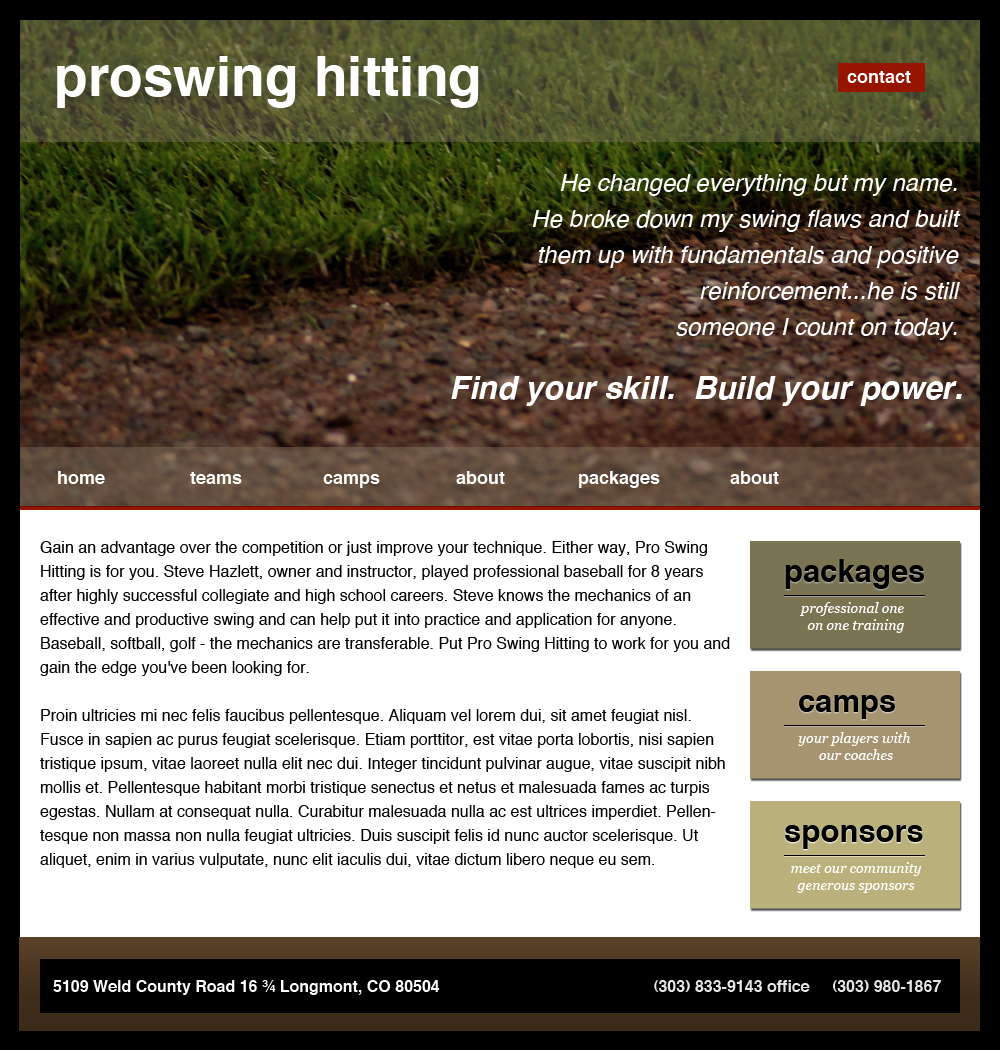 proswing hitting
contact
He changed everything but my name.
He broke down my swing flaws and built
them up with fundamentals and positive
reinforcement...he is still
someone I count on today.
Find your skill.  Build your power.
home teams camps about packages about
Gain an advantage over the competition or just improve your technique. Either way, Pro Swing
Hitting is for you. Steve Hazlett, owner and instructor, played professional baseball for 8 years
after highly successful collegiate and high school careers. Steve knows the mechanics of an
effective and productive swing and can help put it into practice and application for anyone.
Baseball, softball, golf - the mechanics are transferable. Put Pro Swing Hitting to work for you and
gain the edge you've been looking for.
Proin ultricies mi nec felis faucibus pellentesque. Aliquam vel lorem dui, sit amet feugiat nisl.
Fusce in sapien ac purus feugiat scelerisque. Etiam porttitor, est vitae porta lobortis, nisi sapien
tristique ipsum, vitae laoreet nulla elit nec dui. Integer tincidunt pulvinar augue, vitae suscipit nibh
mollis et. Pellentesque habitant morbi tristique senectus et netus et malesuada fames ac turpis
egestas. Nullam at consequat nulla. Curabitur malesuada nulla ac est ultrices imperdiet. Pellen-
tesque non massa non nulla feugiat ultricies. Duis suscipit felis id nunc auctor scelerisque. Ut
aliquet, enim in varius vulputate, nunc elit iaculis dui, vitae dictum libero neque eu sem.
packages
professional one
on one training
camps
your players with
our coaches
sponsors
meet our community
generous sponsors
5109 Weld County Road 16 ¾ Longmont, CO 80504
(303) 833-9143 office (303) 980-1867